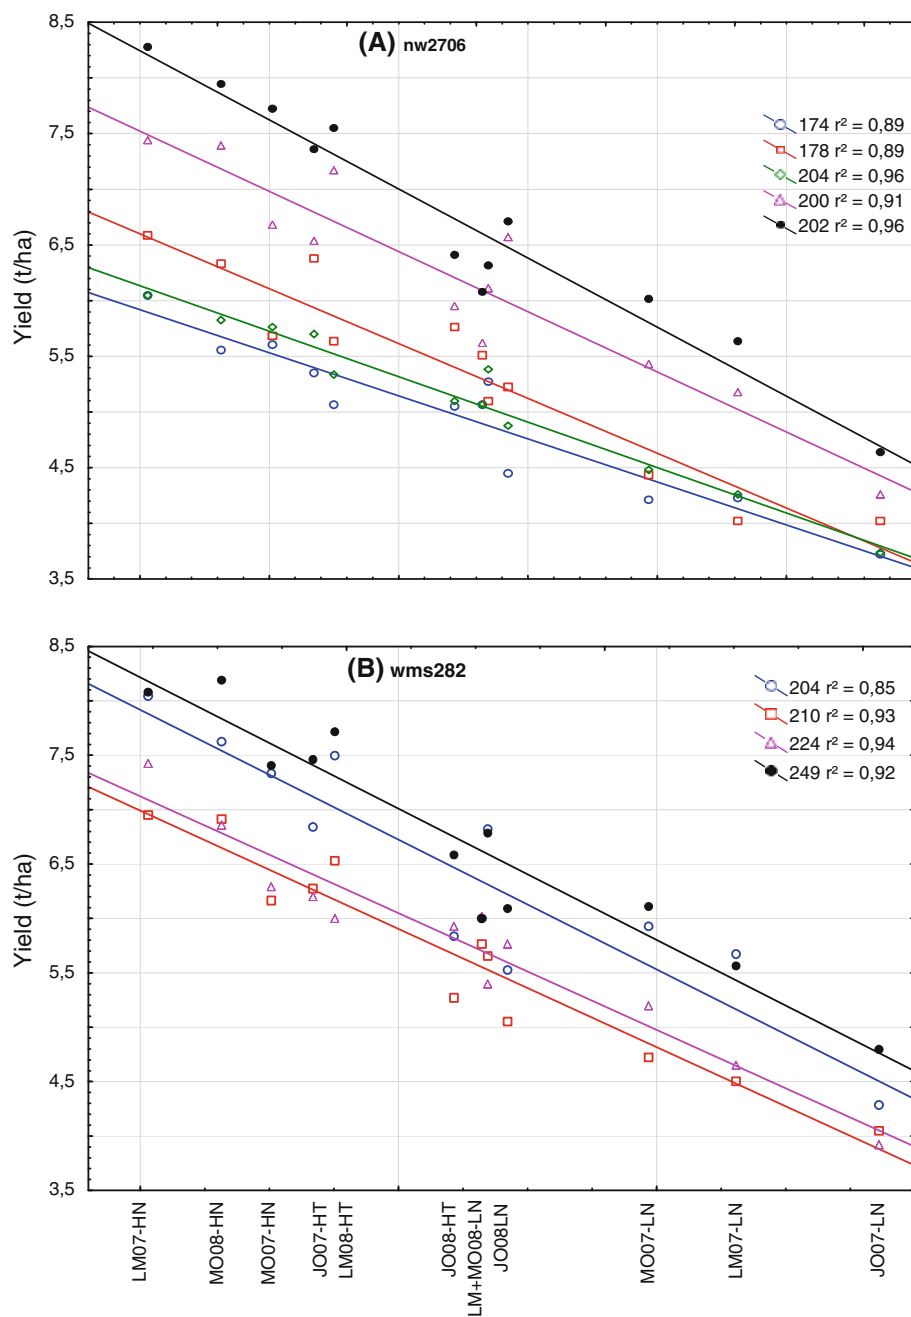 (A) nw2706
8,5
7,5
6,5
5,5
4,5
3,5
Yield (t/ha)
174 r² = 0,89
178 r² = 0,89
204 r² = 0,96
200 r² = 0,91
202 r² = 0,96
(B) wms282
8,5
7,5
6,5
5,5
4,5
3,5
Yield (t/ha)
204 r² = 0,85
210 r² = 0,93
224 r² = 0,94
249 r² = 0,92
LM07-HN
MO08-HN
MO07-HN
JO07-HT
LM08-HT
JO08-HT
LM+MO08-LN
JO08LN
MO07-LN
LM07-LN
JO07-LN